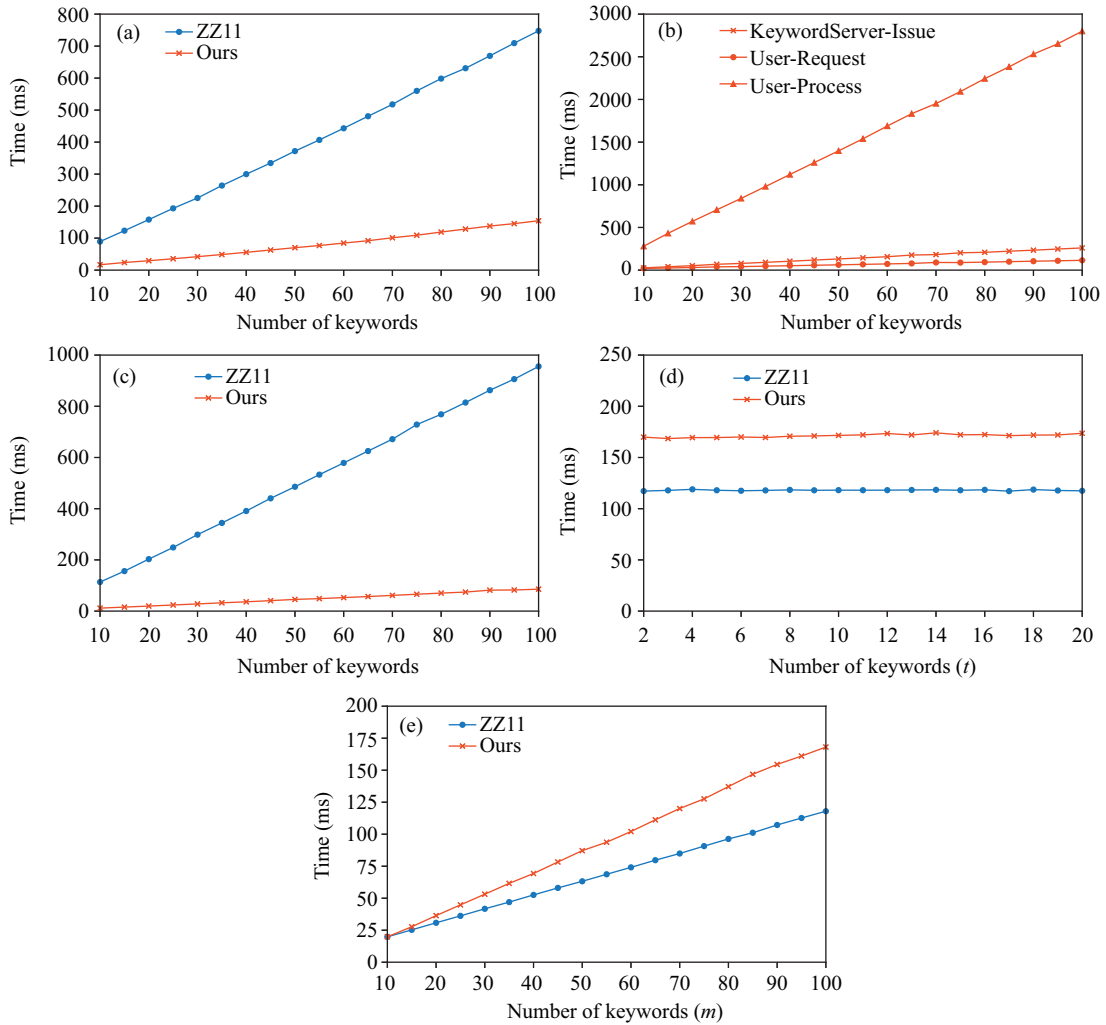 (a)
ZZ11
Ours
Time (ms)
800
700
600
500
400
300
200
100
0
10 20 30 40 50 60 70 80 90 100
Number of keywords
(b)
KeywordServer-Issue
User-Request
User-Process
Time (ms)
3000
2500
2000
1500
1000
500
0
10 20 30 40 50 60 70 80 90 100
Number of keywords
(c)
ZZ11
Ours
Time (ms)
1000
800
600
400
200
0
10 20 30 40 50 60 70 80 90 100
Number of keywords
(d)
ZZ11
Ours
Time (ms)
250
200
150
100
50
0
2 4 6 8 10 12 14 16 18 20
Number of keywords (t)
(e)
ZZ11
Ours
Time (ms)
200
175
150
125
100
75
50
25
0
10 20 30 40 50 60 70 80 90 100
Number of keywords (m)